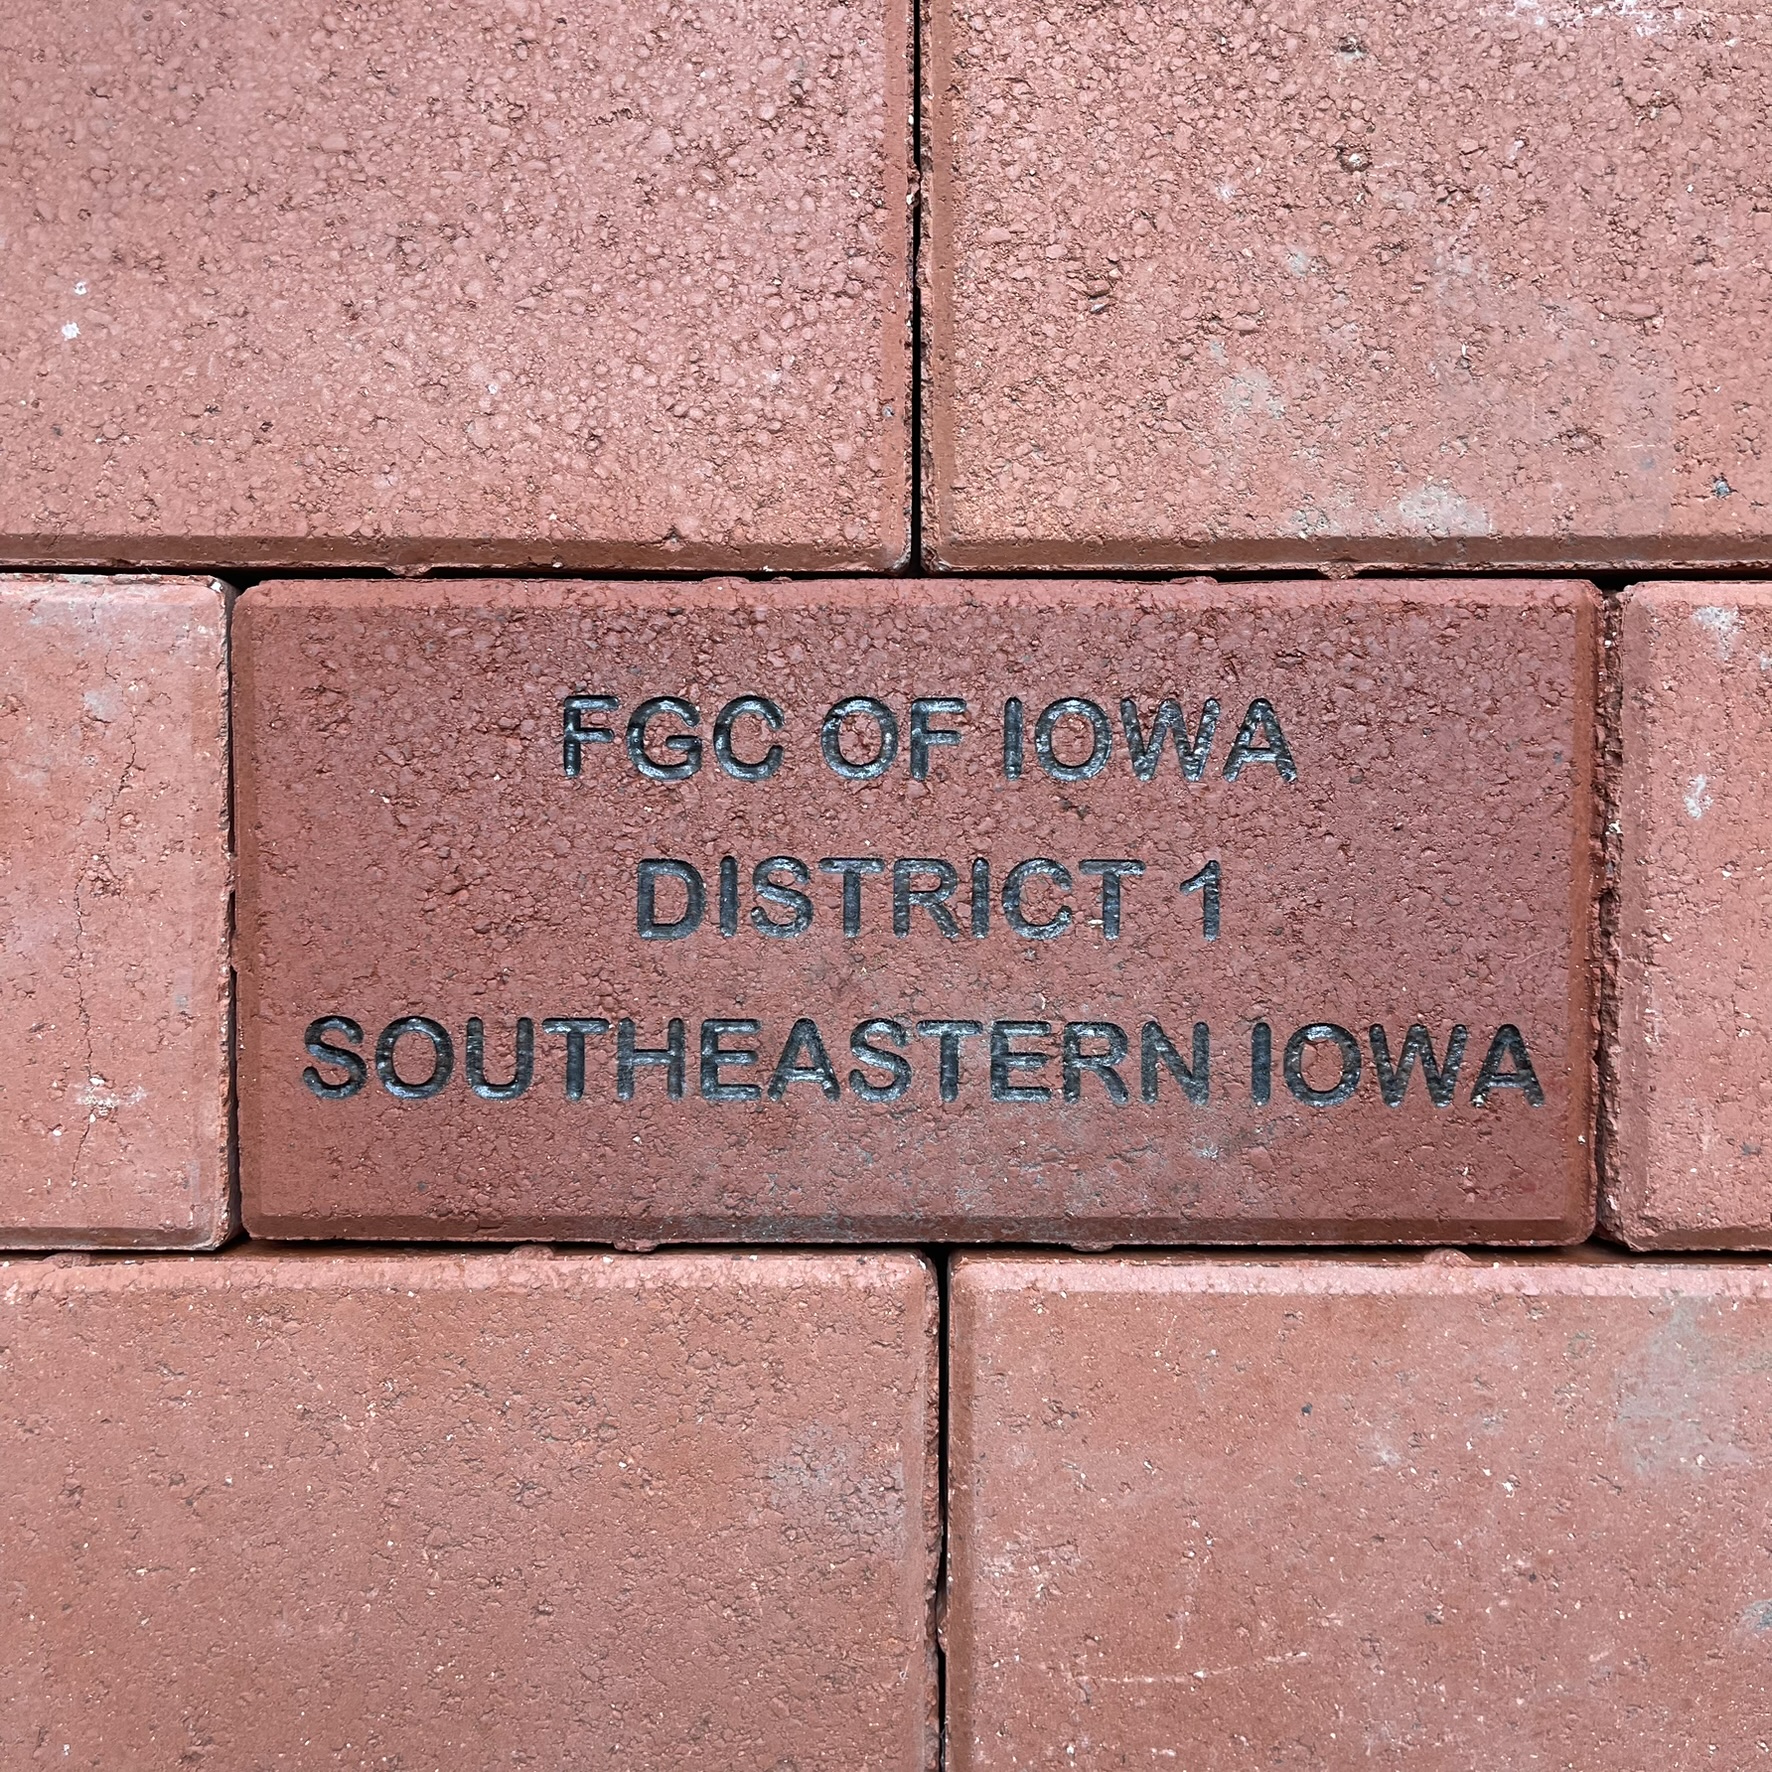 FGC OF IOWA
DISTRICT 1
SOUTHEASTERN IOWA